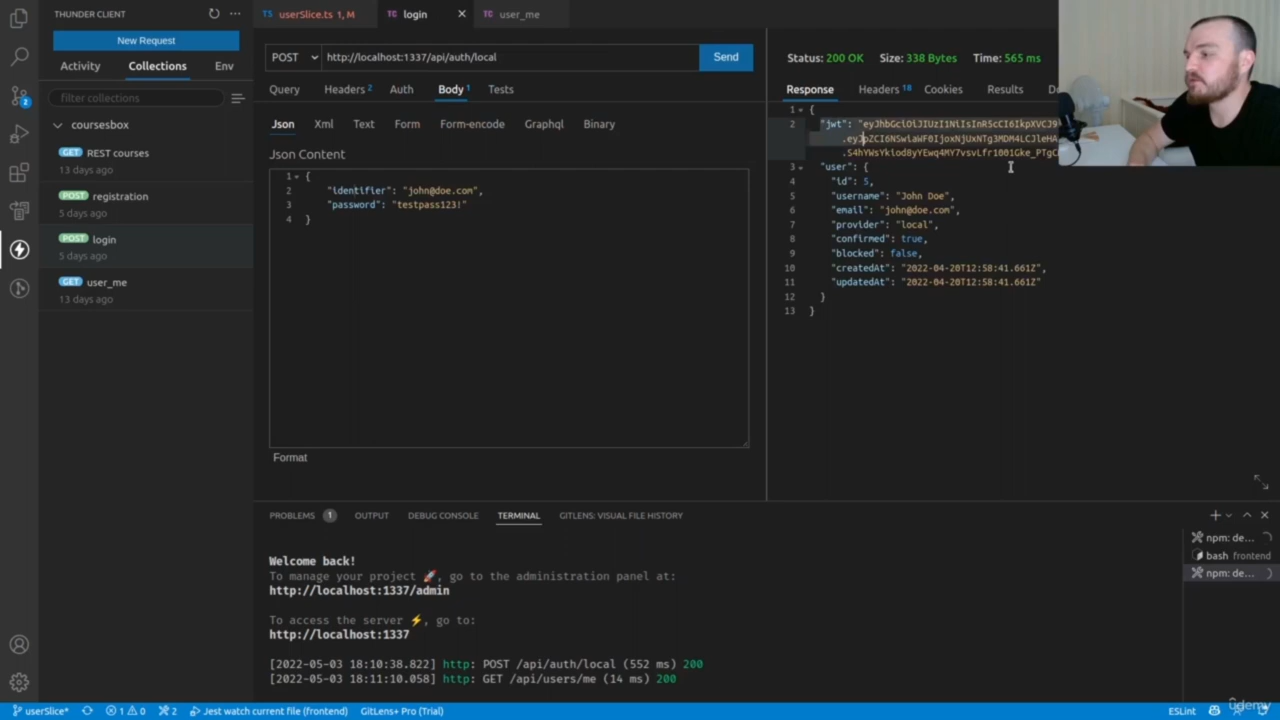 THUNDER CLIENT
userSlice.ts 1, M
login
user_me
New Request
Activity
Collections
Env
filter collections
coursesbox
GET REST courses
13 days ago
POST registration
5 days ago
POST login
5 days ago
GET user_me
13 days ago
POST
http://localhost:1337/api/auth/local
Send
Query
Headers 2
Auth
Body 1
Tests
Json
Xml
Text
Form
Form-encode
Graphql
Binary
Json Content
1 {
2 "identifier": "john@doe.com",
3 "password": "testpass123!"
4 }
Format
Status: 200 OK
Size: 338 Bytes
Time: 565 ms
Response
Headers 18
Cookies
Results
1 {
2 "jwt":
3 "user": {
4 "id": 5,
5 "username": "John Doe",
6 "email": "john@doe.com",
7 "provider": "local",
8 "confirmed": true,
9 "blocked": false,
10 "createdAt": "2022-04-20T12:58:41.661Z",
11 "updatedAt": "2022-04-20T12:58:41.661Z"
12 }
13 }
PROBLEMS 1
OUTPUT
DEBUG CONSOLE
TERMINAL
GITLENS: VISUAL FILE HISTORY
Welcome back!
To manage your project 🚀, go to the administration panel at:
http://localhost:1337/admin
To access the server ⚡, go to:
http://localhost:1337
[2022-05-03 18:10:38.822] http: POST /api/auth/local (552 ms) 200
[2022-05-03 18:11:10.058] http: GET /api/users/me (14 ms) 200
npm: de...
bash frontend
npm: de...
userSlice*
1 0
2
Jest watch current file (frontend)
GitLens+ Pro (Trial)
ESLint
udemy